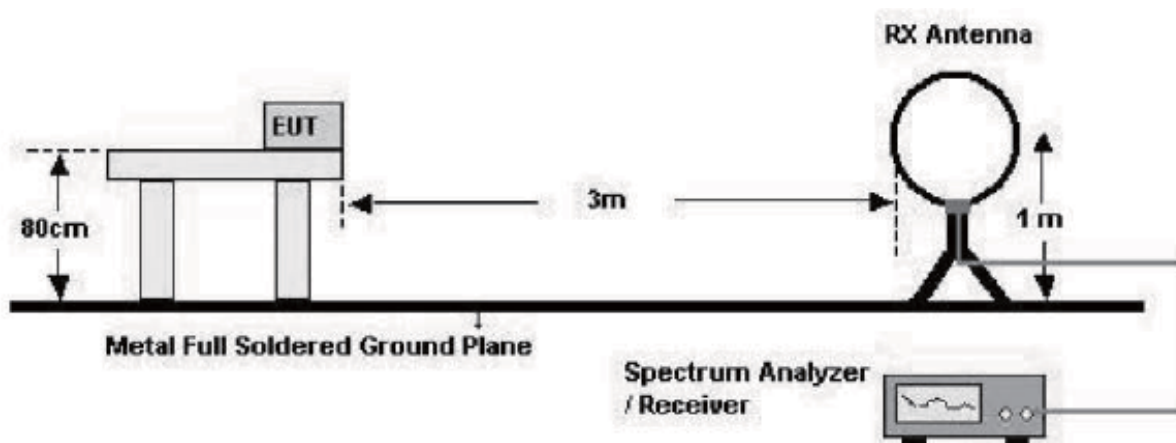 RX Antenna
EUT
80cm
3m
1 m
Metal Full Soldered Ground Plane
Spectrum Analyzer
/ Receiver